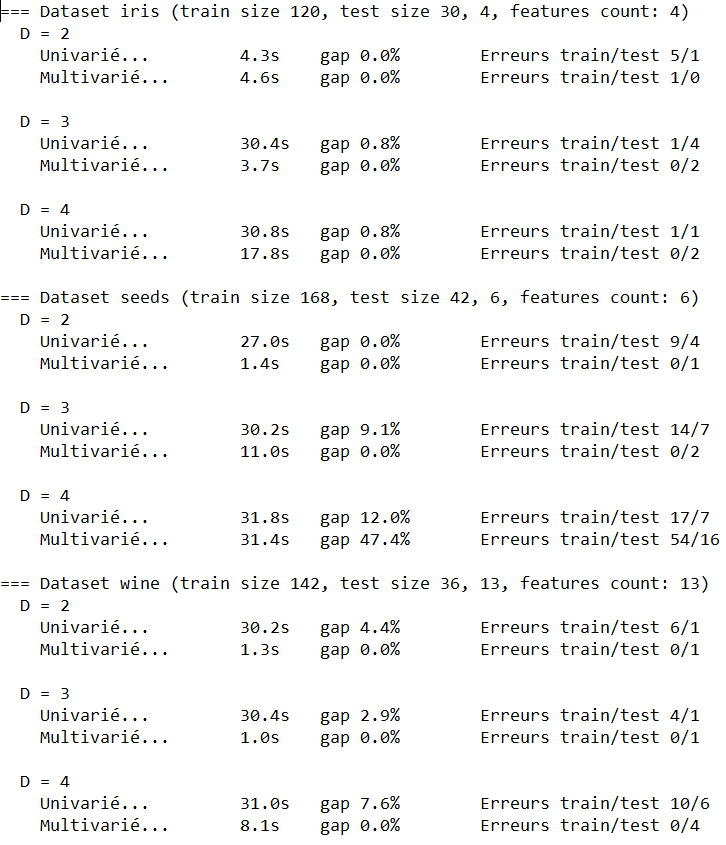 === Dataset iris (train size 120, test size 30, 4, features count: 4)
D = 2
Univarié... 4.3s gap 0.0% Erreurs train/test 5/1
Multivarié... 4.6s gap 0.0% Erreurs train/test 1/0
D = 3
Univarié... 30.4s gap 0.8% Erreurs train/test 1/4
Multivarié... 3.7s gap 0.0% Erreurs train/test 0/2
D = 4
Univarié... 30.8s gap 0.8% Erreurs train/test 1/1
Multivarié... 17.8s gap 0.0% Erreurs train/test 0/2
=== Dataset seeds (train size 168, test size 42, 6, features count: 6)
D = 2
Univarié... 27.0s gap 0.0% Erreurs train/test 9/4
Multivarié... 1.4s gap 0.0% Erreurs train/test 0/1
D = 3
Univarié... 30.2s gap 9.1% Erreurs train/test 14/7
Multivarié... 11.0s gap 0.0% Erreurs train/test 0/2
D = 4
Univarié... 31.8s gap 12.0% Erreurs train/test 17/7
Multivarié... 31.4s gap 47.4% Erreurs train/test 54/16
=== Dataset wine (train size 142, test size 36, 13, features count: 13)
D = 2
Univarié... 30.2s gap 4.4% Erreurs train/test 6/1
Multivarié... 1.3s gap 0.0% Erreurs train/test 0/1
D = 3
Univarié... 30.4s gap 2.9% Erreurs train/test 4/1
Multivarié... 1.0s gap 0.0% Erreurs train/test 0/1
D = 4
Univarié... 31.0s gap 7.6% Erreurs train/test 10/6
Multivarié... 8.1s gap 0.0% Erreurs train/test 0/4